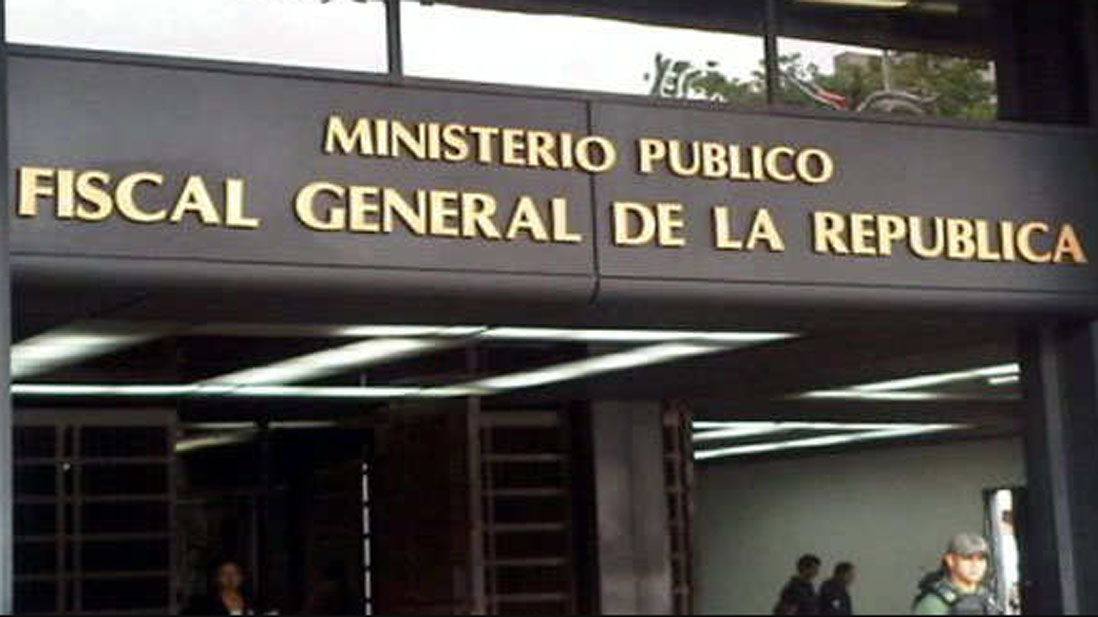 MINISTERIO PUBLICO
FISCAL GENERAL DE LA REPUBLICA